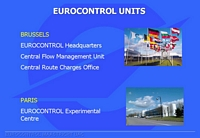 EUROCONTROL UNITS
BRUSSELS
EUROCONTROL Headquarters
Central Flow Management Unit
Central Route Charges Office
PARIS
EUROCONTROL Experimental
Centre